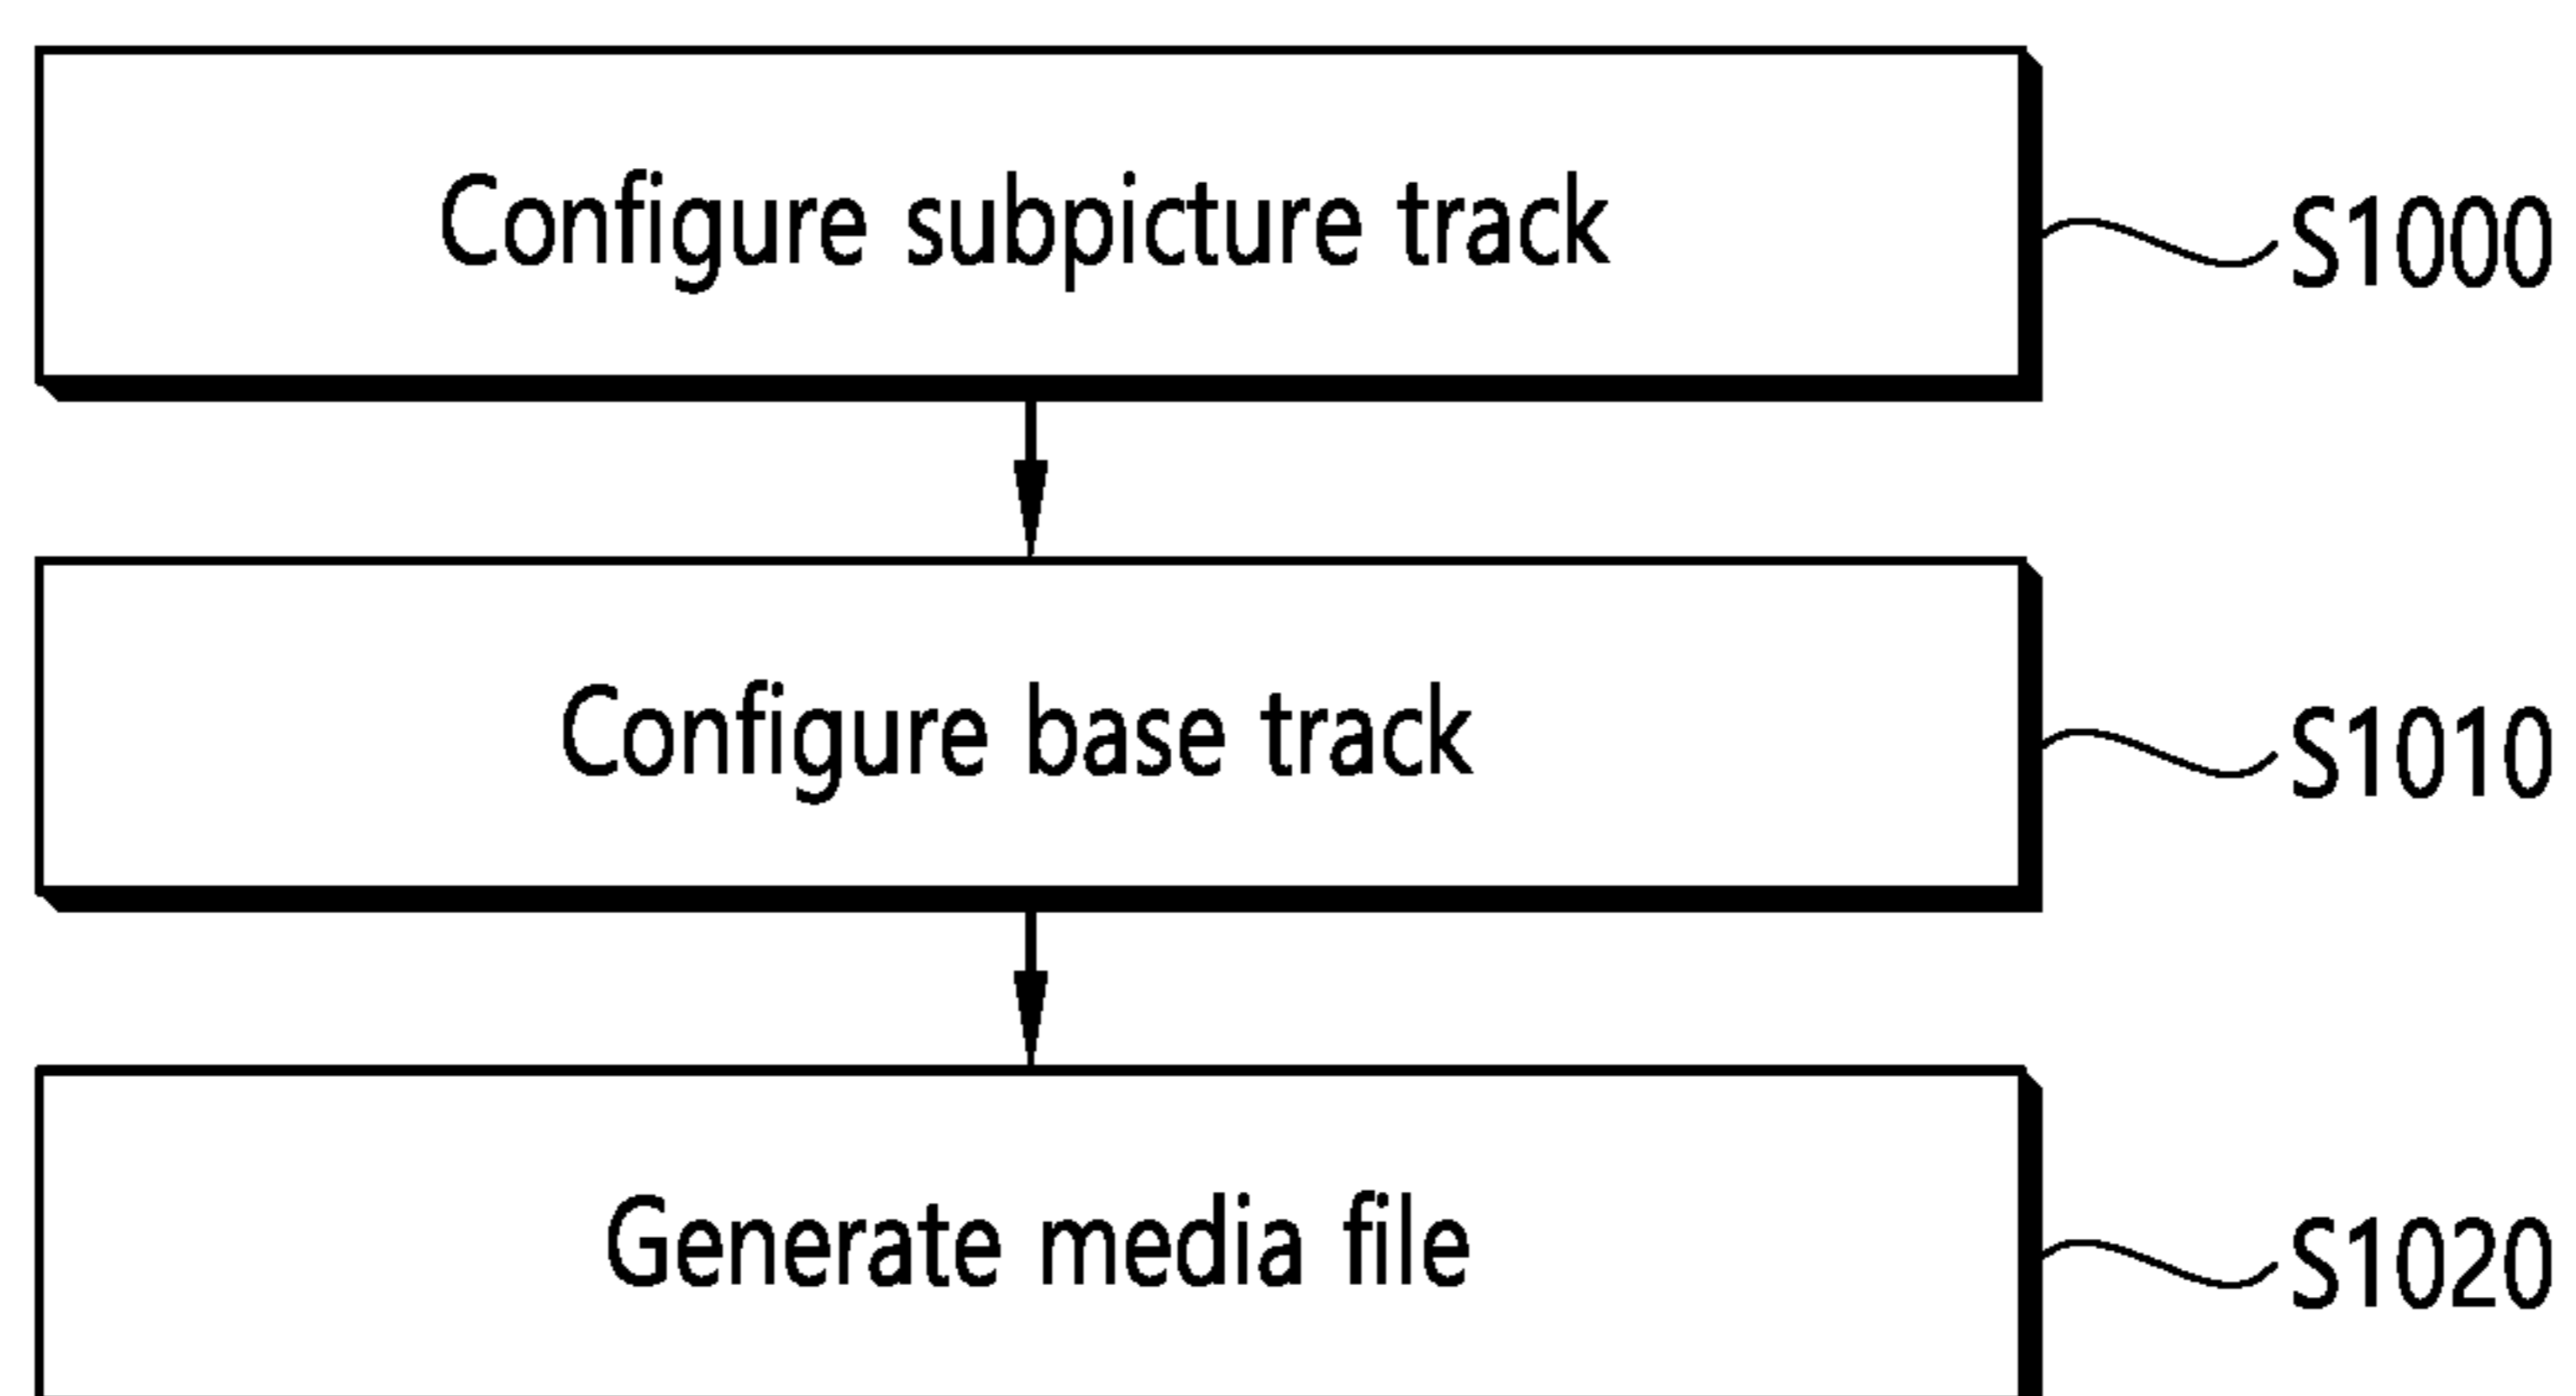 Configure subpicture track
S1000
Configure base track
S1010
Generate media file
S1020